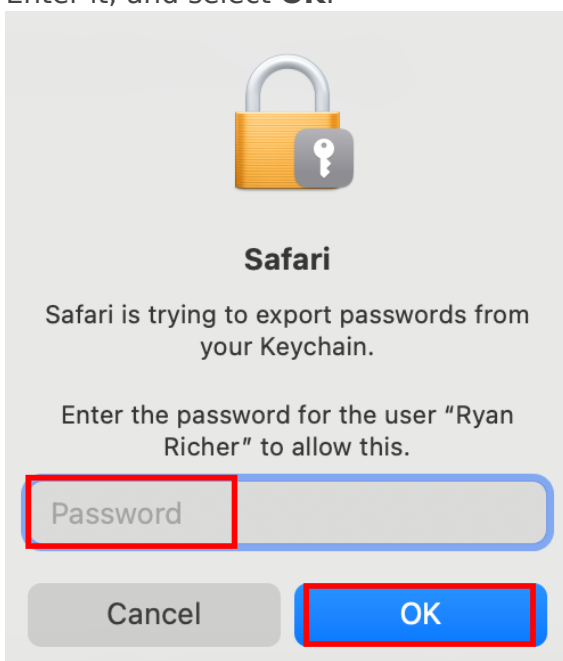 Enter it, and select OK.
Safari
Safari is trying to export passwords from
your Keychain.
Enter the password for the user “Ryan
Richer” to allow this.
Password
Cancel
OK